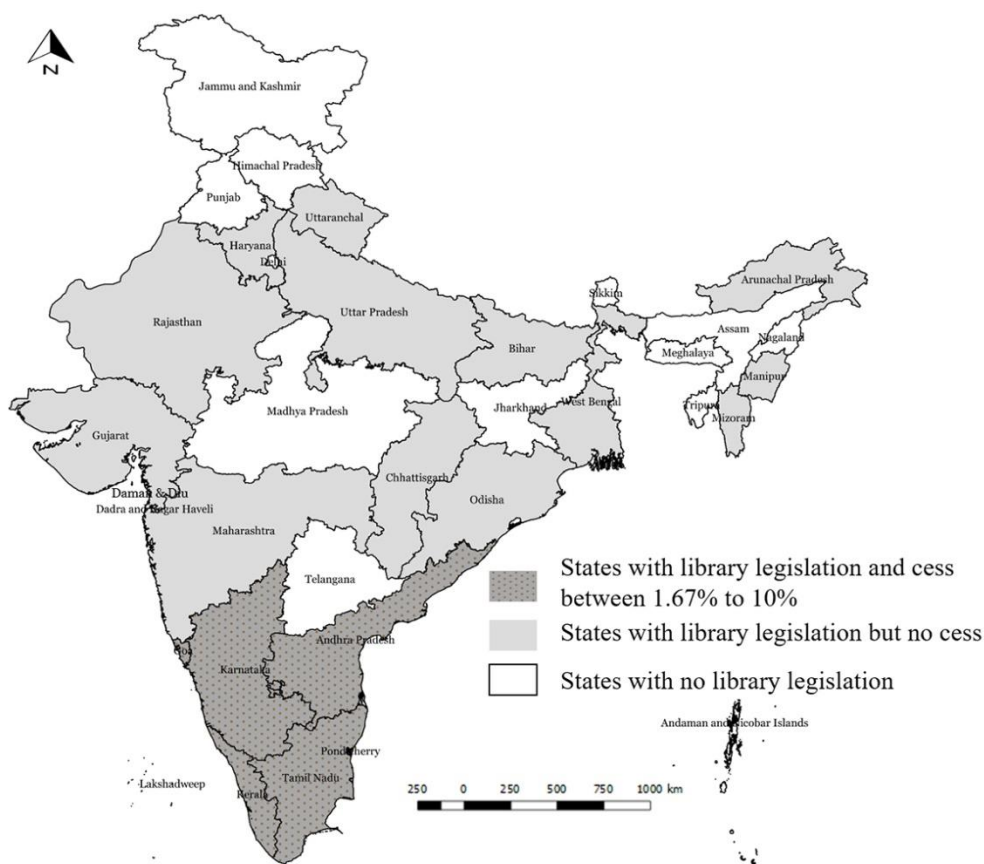 N
Jammu and Kashmir
Himachal Pradesh
Punjab
Uttaranchal
Haryana
Delhi
Arunachal Pradesh
Sikkim
Rajasthan
Uttar Pradesh
Assam
Nagaland
Bihar
Meghalaya
Manipur
Madhya Pradesh
Jharkhand
West Bengal
Tripura
Mizoram
Gujarat
Chhattisgarh
Daman & Diu
Odisha
Dadra and Nagar Haveli
Maharashtra
Telangana
States with library legislation and cess
between 1.67% to 10%
Andhra Pradesh
States with library legislation but no cess
Goa
Karnataka
States with no library legislation
Andaman and Nicobar Islands
Pondicherry
Tamil Nadu
Lakshadweep
Kerala
250 0 250 500 750 1000 km